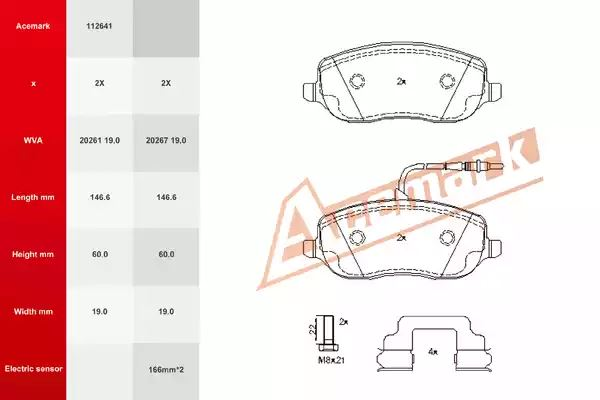 Acemark 112641
x 2X 2X
WVA 20261 19.0 20267 19.0
Length mm 146.6 146.6
Height mm 60.0 60.0
Width mm 19.0 19.0
Electric sensor 166mm*2
2x
Acemark
2x
22
2x
M8x21
4x